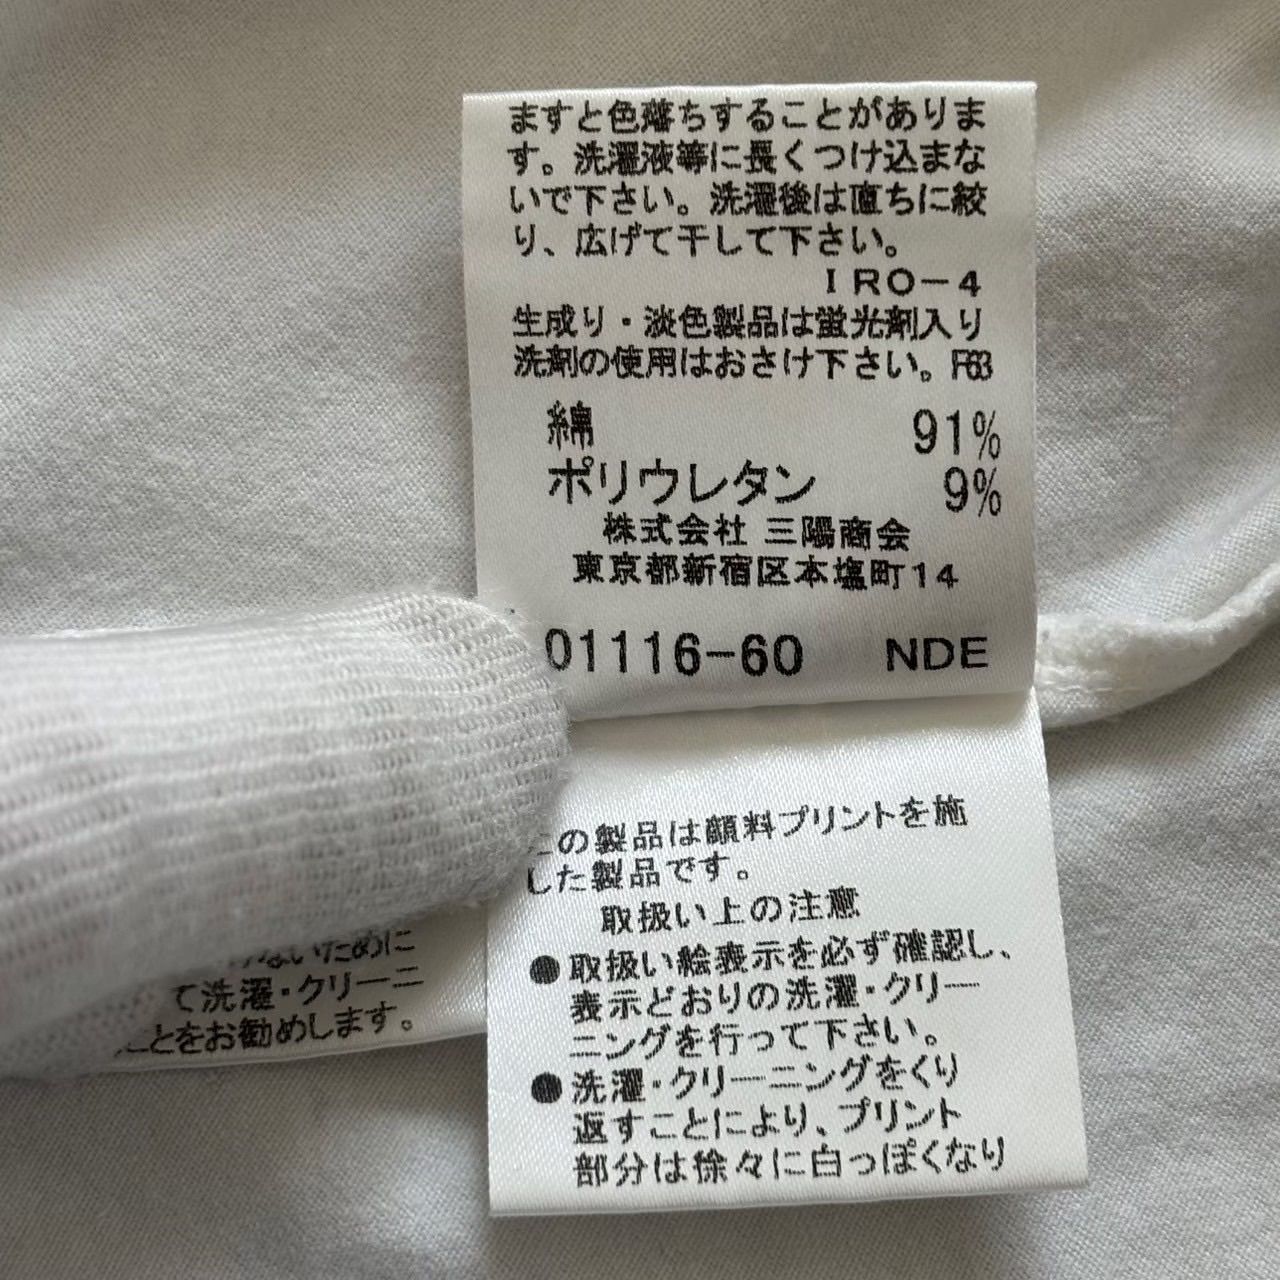 ますと色落ちすることがありま
す。洗濯液等に長くつけ込まな
いで下さい。洗濯後は直ちに絞
り、広げて干して下さい。
IRO-4
生成り・淡色製品は蛍光剤入り
洗剤の使用はおさけ下さい。F63
綿 91%
ポリウレタン 9%
株式会社 三陽商会
東京都新宿区本塩町14
01116-60 NDE
この製品は顔料プリントを施
した製品です。
取扱い上の注意
●取扱い絵表示を必ず確認し、
表示どおりの洗濯・クリー
ニングを行って下さい。
●洗濯・クリーニングをくり
返すことにより、プリント
部分は徐々に白っぽくなり
ないために
て洗濯・クリーニ
ことをお勧めします。